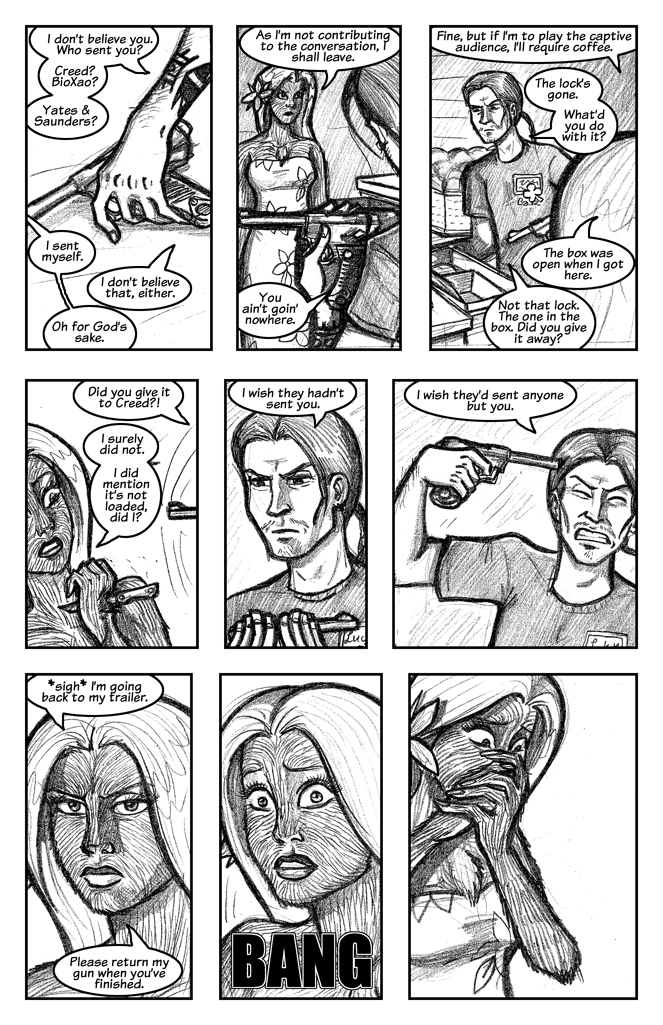 I don't believe you.
Who sent you?
Creed?
BioXao?
Yates &
Saunders?
I sent
myself.
I don't believe
that, either.
Oh for God's
sake.
As I'm not contributing
to the conversation, I
shall leave.
You
ain't goin'
nowhere.
Fine, but if I'm to play the captive
audience, I'll require coffee.
The lock's
gone.
What'd
you do
with it?
The box was
open when I got
here.
Not that lock.
The one in the
box. Did you give
it away?
Did you give it
to Creed?!
I surely
did not.
I did
mention
it's not
loaded,
did I?
I wish they hadn't
sent you.
I wish they'd sent anyone
but you.
*sigh* I'm going
back to my trailer.
Please return my
gun when you've
finished.
BANG